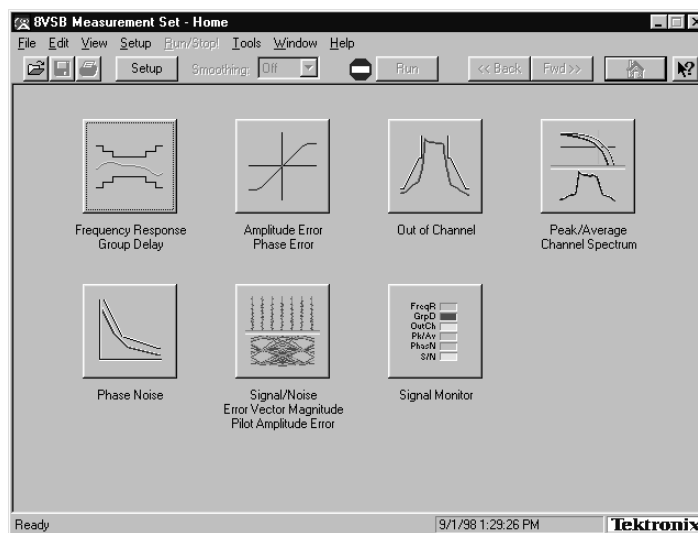 8VSB Measurement Set - Home
File Edit View Setup Run/Stop! Tools Window Help
Setup Smoothing: Off Run << Back Fwd >>
Frequency Response
Group Delay
Amplitude Error
Phase Error
Out of Channel
Peak/Average
Channel Spectrum
FreqR
GrpD
OutCh
Pk/Av
PhasN
S/N
Phase Noise
Signal/Noise
Error Vector Magnitude
Pilot Amplitude Error
Signal Monitor
Ready 9/1/98 1:29:26 PM Tektronix